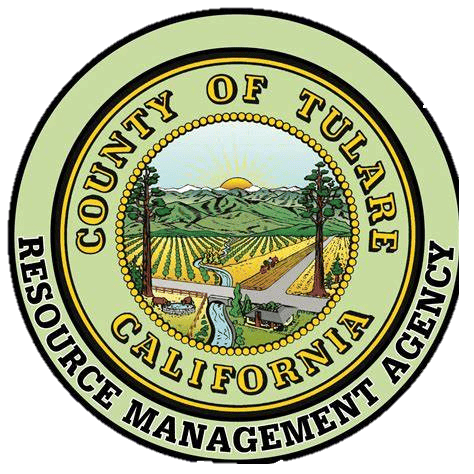 COUNTY OF TULARE
CALIFORNIA
RESOURCE MANAGEMENT AGENCY